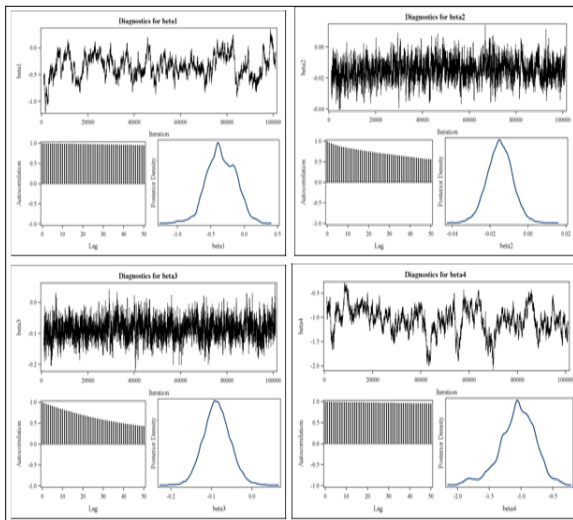 Diagnostics for beta1
beta1
0.0
-0.5
-1.0
0 20000 40000 60000 80000 100000
Iteration
Autocorrelation
1.0
0.5
0.0
-0.5
-1.0
0 10 20 30 40 50
Lag
Posterior Density
-1.0 -0.5 0.0 0.5
beta1
Diagnostics for beta2
beta2
0.00
-0.02
-0.04
0 20000 40000 60000 80000 100000
Iteration
Autocorrelation
1.0
0.5
0.0
-0.5
-1.0
0 10 20 30 40 50
Lag
Posterior Density
-0.04 -0.02 0.00 0.02
beta2
Diagnostics for beta3
beta3
0.0
-0.1
-0.2
0 20000 40000 60000 80000 100000
Iteration
Autocorrelation
1.0
0.5
0.0
-0.5
-1.0
0 10 20 30 40 50
Lag
Posterior Density
-0.2 -0.1 0.0
beta3
Diagnostics for beta4
beta4
-0.5
-1.0
-1.5
-2.0
0 20000 40000 60000 80000 100000
Iteration
Autocorrelation
1.0
0.5
0.0
-0.5
-1.0
0 10 20 30 40 50
Lag
Posterior Density
-2.0 -1.5 -1.0 -0.5
beta4